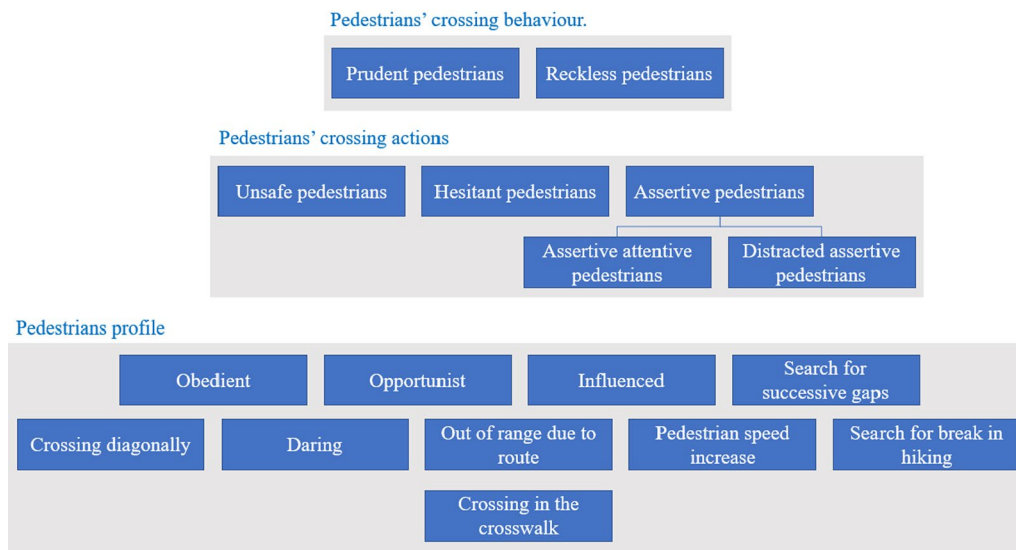 Pedestrians' crossing behaviour.
Prudent pedestrians
Reckless pedestrians
Pedestrians' crossing actions
Unsafe pedestrians
Hesitant pedestrians
Assertive pedestrians
Assertive attentive
pedestrians
Distracted assertive
pedestrians
Pedestrians profile
Obedient
Opportunist
Influenced
Search for
successive gaps
Crossing diagonally
Daring
Out of range due to
route
Pedestrian speed
increase
Search for break in
hiking
Crossing in the
crosswalk